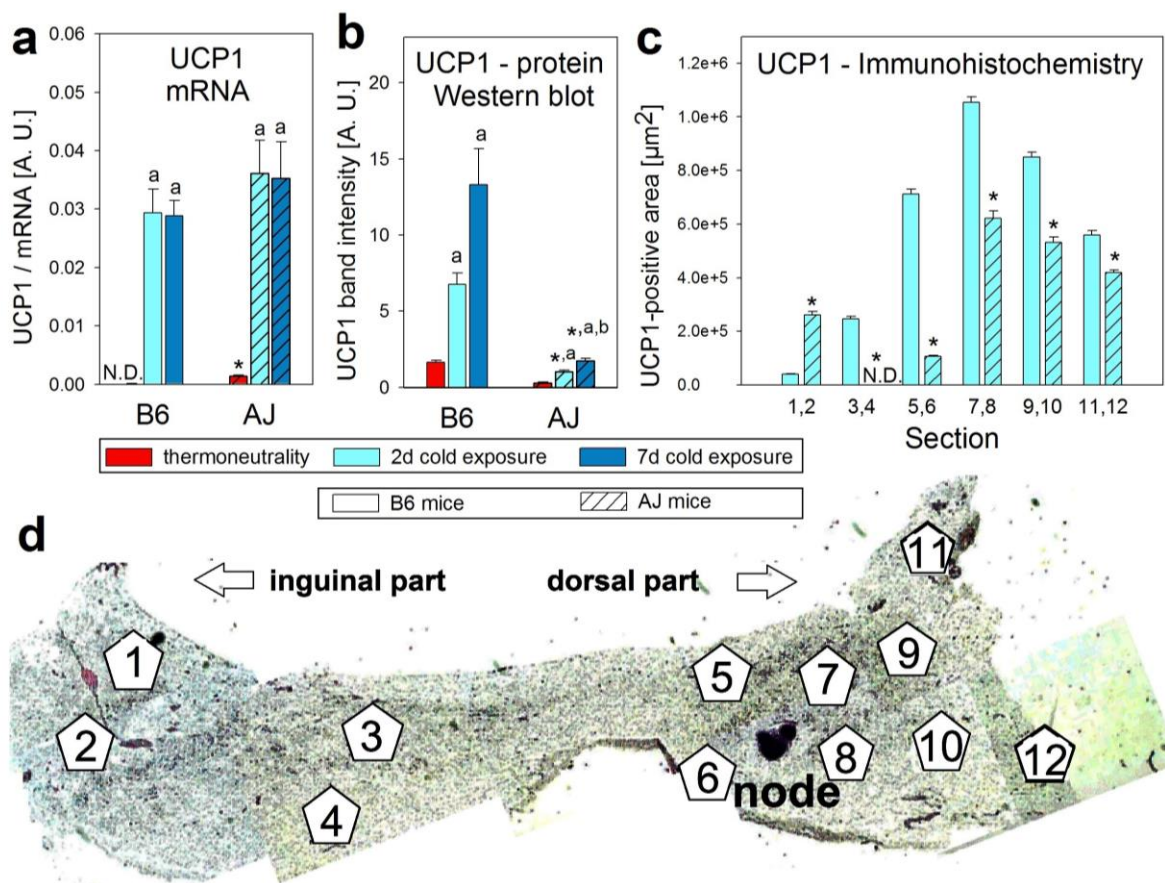 a
UCP1
mRNA
UCP1 / mRNA [A. U.]
0.06
0.05
0.04
0.03
0.02
0.01
0.00
N.D.
a
a
*
a
a
B6
AJ
b
UCP1 - protein
Western blot
UCP1 band intensity [A. U.]
20
15
10
5
0
a
a
*,a
*,a,b
B6
AJ
c
UCP1 - Immunohistochemistry
UCP1-positive area [µm²]
1.2e+6
1.0e+6
8.0e+5
6.0e+5
4.0e+5
2.0e+5
0.0
*
*
N.D.
*
*
*
*
1,2
3,4
5,6
7,8
9,10
11,12
Section
thermoneutrality
2d cold exposure
7d cold exposure
B6 mice
AJ mice
d
inguinal part
dorsal part
1
2
3
4
5
6
7
8
9
10
11
12
node